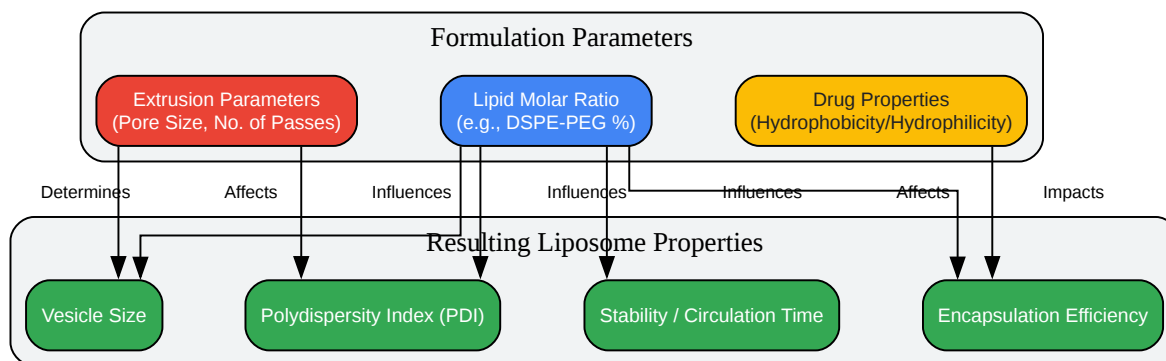 Formulation Parameters
Extrusion Parameters
(Pore Size, No. of Passes)
Lipid Molar Ratio
(e.g., DSPE-PEG %)
Drug Properties
(Hydrophobicity/Hydrophilicity)
Determines
Affects
Influences
Influences
Influences
Affects
Impacts
Resulting Liposome Properties
Vesicle Size
Polydispersity Index (PDI)
Stability / Circulation Time
Encapsulation Efficiency